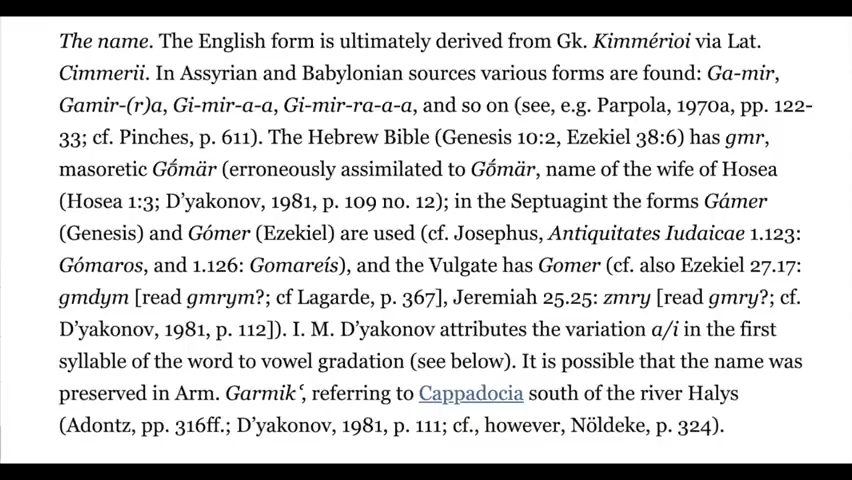 The name. The English form is ultimately derived from Gk. Kimmérioi via Lat.
Cimmerii. In Assyrian and Babylonian sources various forms are found: Ga-mir,
Gamir-(r)a, Gi-mir-a-a, Gi-mir-ra-a-a, and so on (see, e.g. Parpola, 1970a, pp. 122-
33; cf. Pinches, p. 611). The Hebrew Bible (Genesis 10:2, Ezekiel 38:6) has gmr,
masoretic Gṓmär (erroneously assimilated to Gṓmär, name of the wife of Hosea
(Hosea 1:3; D’yakonov, 1981, p. 109 no. 12); in the Septuagint the forms Gámer
(Genesis) and Gómer (Ezekiel) are used (cf. Josephus, Antiquitates Iudaicae 1.123:
Gómaros, and 1.126: Gomareís), and the Vulgate has Gomer (cf. also Ezekiel 27.17:
gmdym [read gmrym?; cf Lagarde, p. 367], Jeremiah 25.25: zmry [read gmry?; cf.
D’yakonov, 1981, p. 112]). I. M. D’yakonov attributes the variation a/i in the first
syllable of the word to vowel gradation (see below). It is possible that the name was
preserved in Arm. Garmikʿ, referring to Cappadocia south of the river Halys
(Adontz, pp. 316ff.; D’yakonov, 1981, p. 111; cf., however, Nöldeke, p. 324).